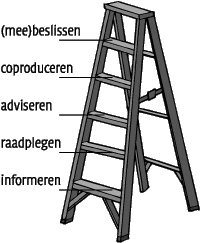 (mee)beslissen
coproduceren
adviseren
raadplegen
informeren